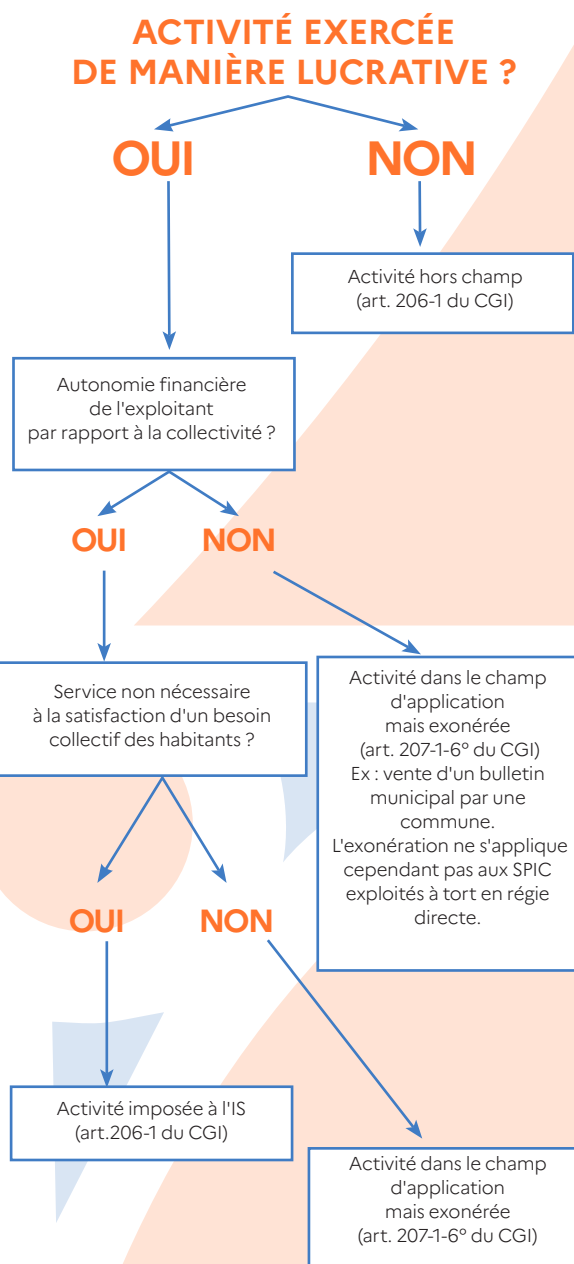 ACTIVITÉ EXERCÉE
DE MANIÈRE LUCRATIVE ?
OUI
NON
Activité hors champ
(art. 206-1 du CGI)
Autonomie financière
de l'exploitant
par rapport à la collectivité ?
OUI
NON
Service non nécessaire
à la satisfaction d'un besoin
collectif des habitants ?
Activité dans le champ
d'application
mais exonérée
(art. 207-1-6° du CGI)
Ex : vente d'un bulletin
municipal par une
commune.
L'exonération ne s'applique
cependant pas aux SPIC
exploités à tort en régie
directe.
OUI
NON
Activité imposée à l'IS
(art.206-1 du CGI)
Activité dans le champ
d'application
mais exonérée
(art. 207-1-6° du CGI)